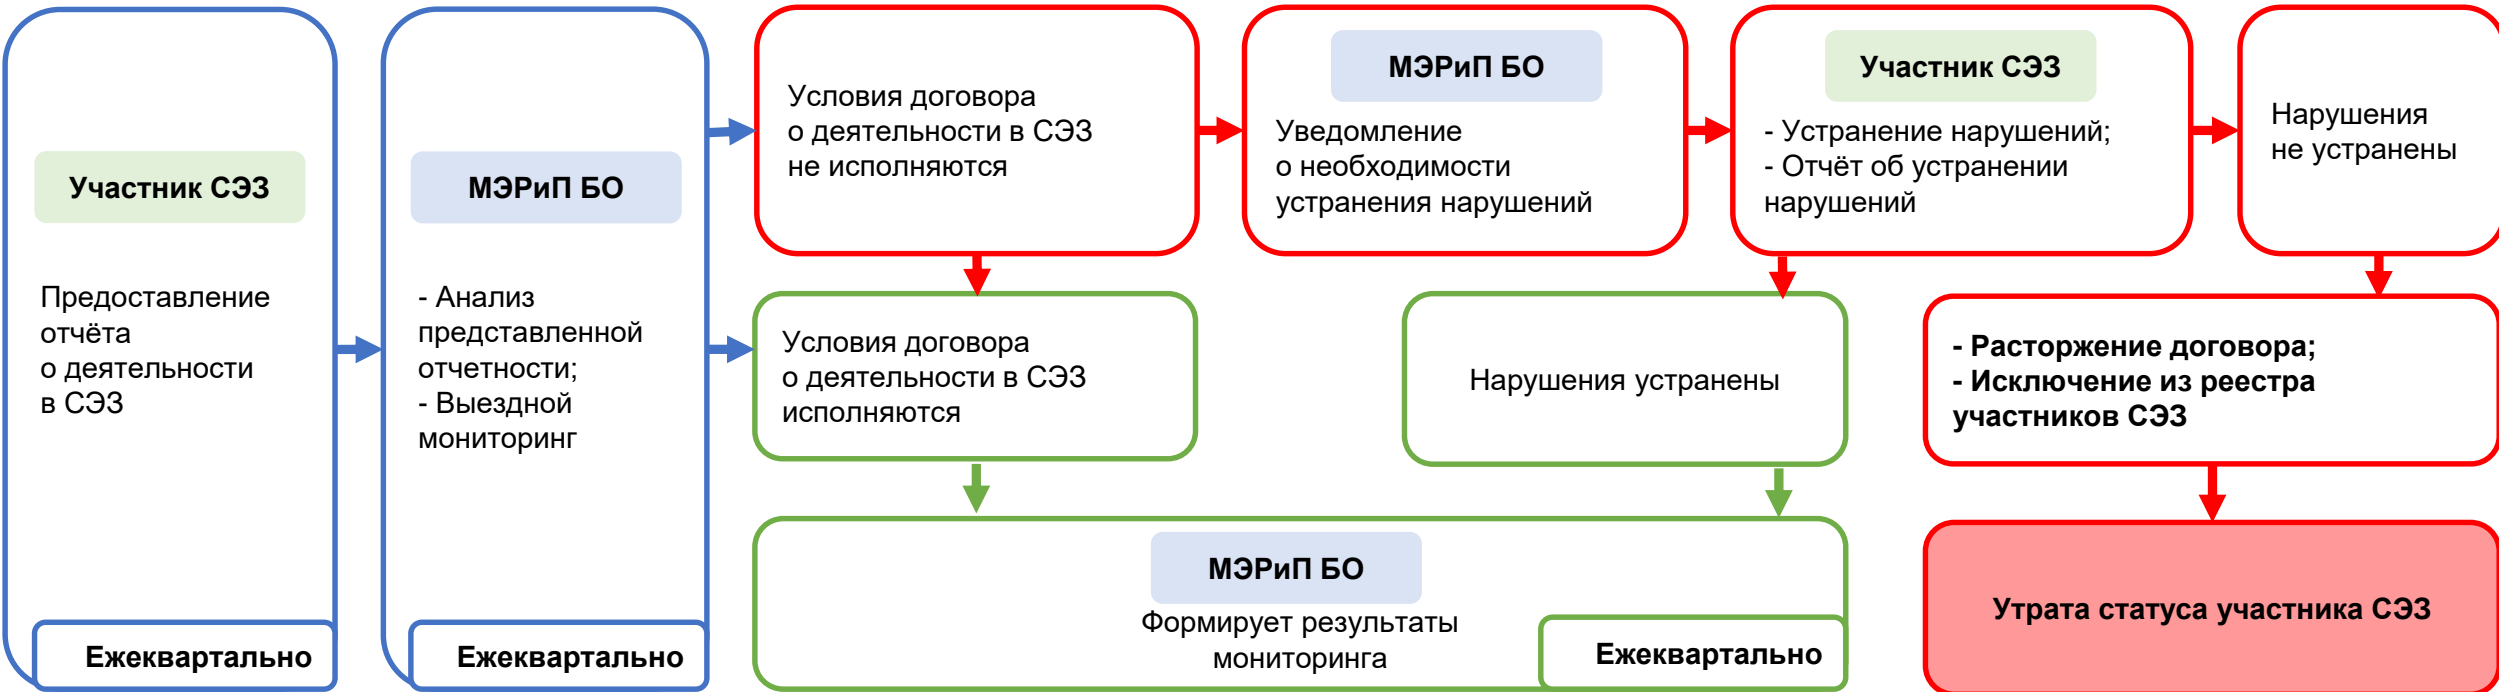 Участник СЭЗ
Предоставление
отчёта
о деятельности
в СЭЗ
Ежеквартально
МЭРиП БО
- Анализ
представленной
отчетности;
- Выездной
мониторинг
Ежеквартально
Условия договора
о деятельности в СЭЗ
не исполняются
МЭРиП БО
Уведомление
о необходимости
устранения нарушений
Участник СЭЗ
- Устранение нарушений;
- Отчёт об устранении
нарушений
Нарушения
не устранены
Условия договора
о деятельности в СЭЗ
исполняются
Нарушения устранены
- Расторжение договора;
- Исключение из реестра
участников СЭЗ
МЭРиП БО
Формирует результаты
мониторинга
Ежеквартально
Утрата статуса участника СЭЗ